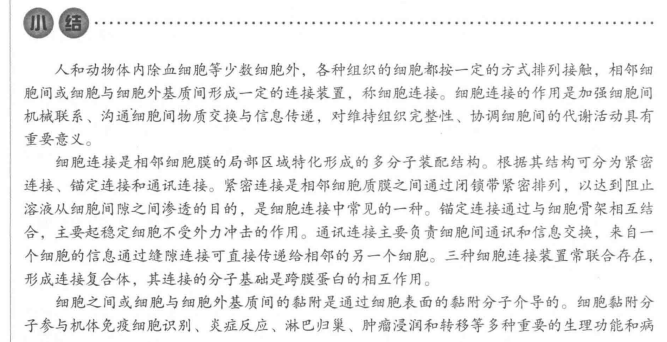 小结
人和动物体内除血细胞等少数细胞外，各种组织的细胞都按一定的方式排列接触，相邻细
胞间或细胞与细胞外基质间形成一定的连接装置，称细胞连接。细胞连接的作用是加强细胞间
机械联系、沟通细胞间物质交换与信息传递，对维持组织完整性、协调细胞间的代谢活动具有
重要意义。
细胞连接是相邻细胞膜的局部区域特化形成的多分子装配结构。根据其结构可分为紧密
连接、锚定连接和通讯连接。紧密连接是相邻细胞质膜之间通过闭锁带紧密排列，以达到阻止
溶液从细胞间隙之间渗透的目的，是细胞连接中常见的一种。锚定连接通过与细胞骨架相互结
合，主要起稳定细胞不受外力冲击的作用。通讯连接主要负责细胞间通讯和信息交换，来自一
个细胞的信息通过缝隙连接可直接传递给相邻的另一个细胞。三种细胞连接装置常联合存在，
形成连接复合体，其连接的分子基础是跨膜蛋白的相互作用。
细胞之间或细胞与细胞外基质间的黏附是通过细胞表面的黏附分子介导的。细胞黏附分
子参与机体免疫细胞识别、炎症反应、淋巴归巢、肿瘤浸润和转移等多种重要的生理功能和病